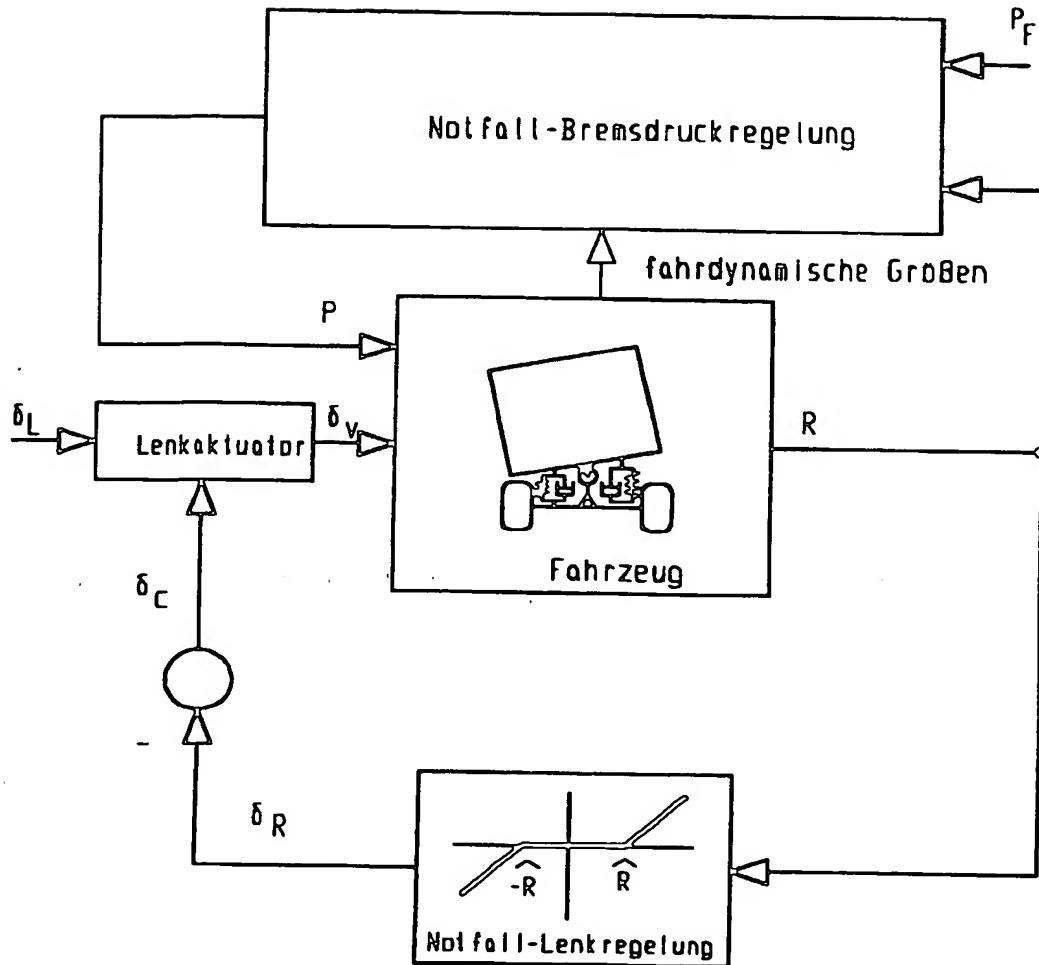 P_F
Notfall-Bremsdruckregelung
fahrdynamische Größen
P
δ_L
Lenkaktuator
δ_v
R
Fahrzeug
δ_C
-
δ_R
-R̂
R̂
Notfall-Lenkregelung